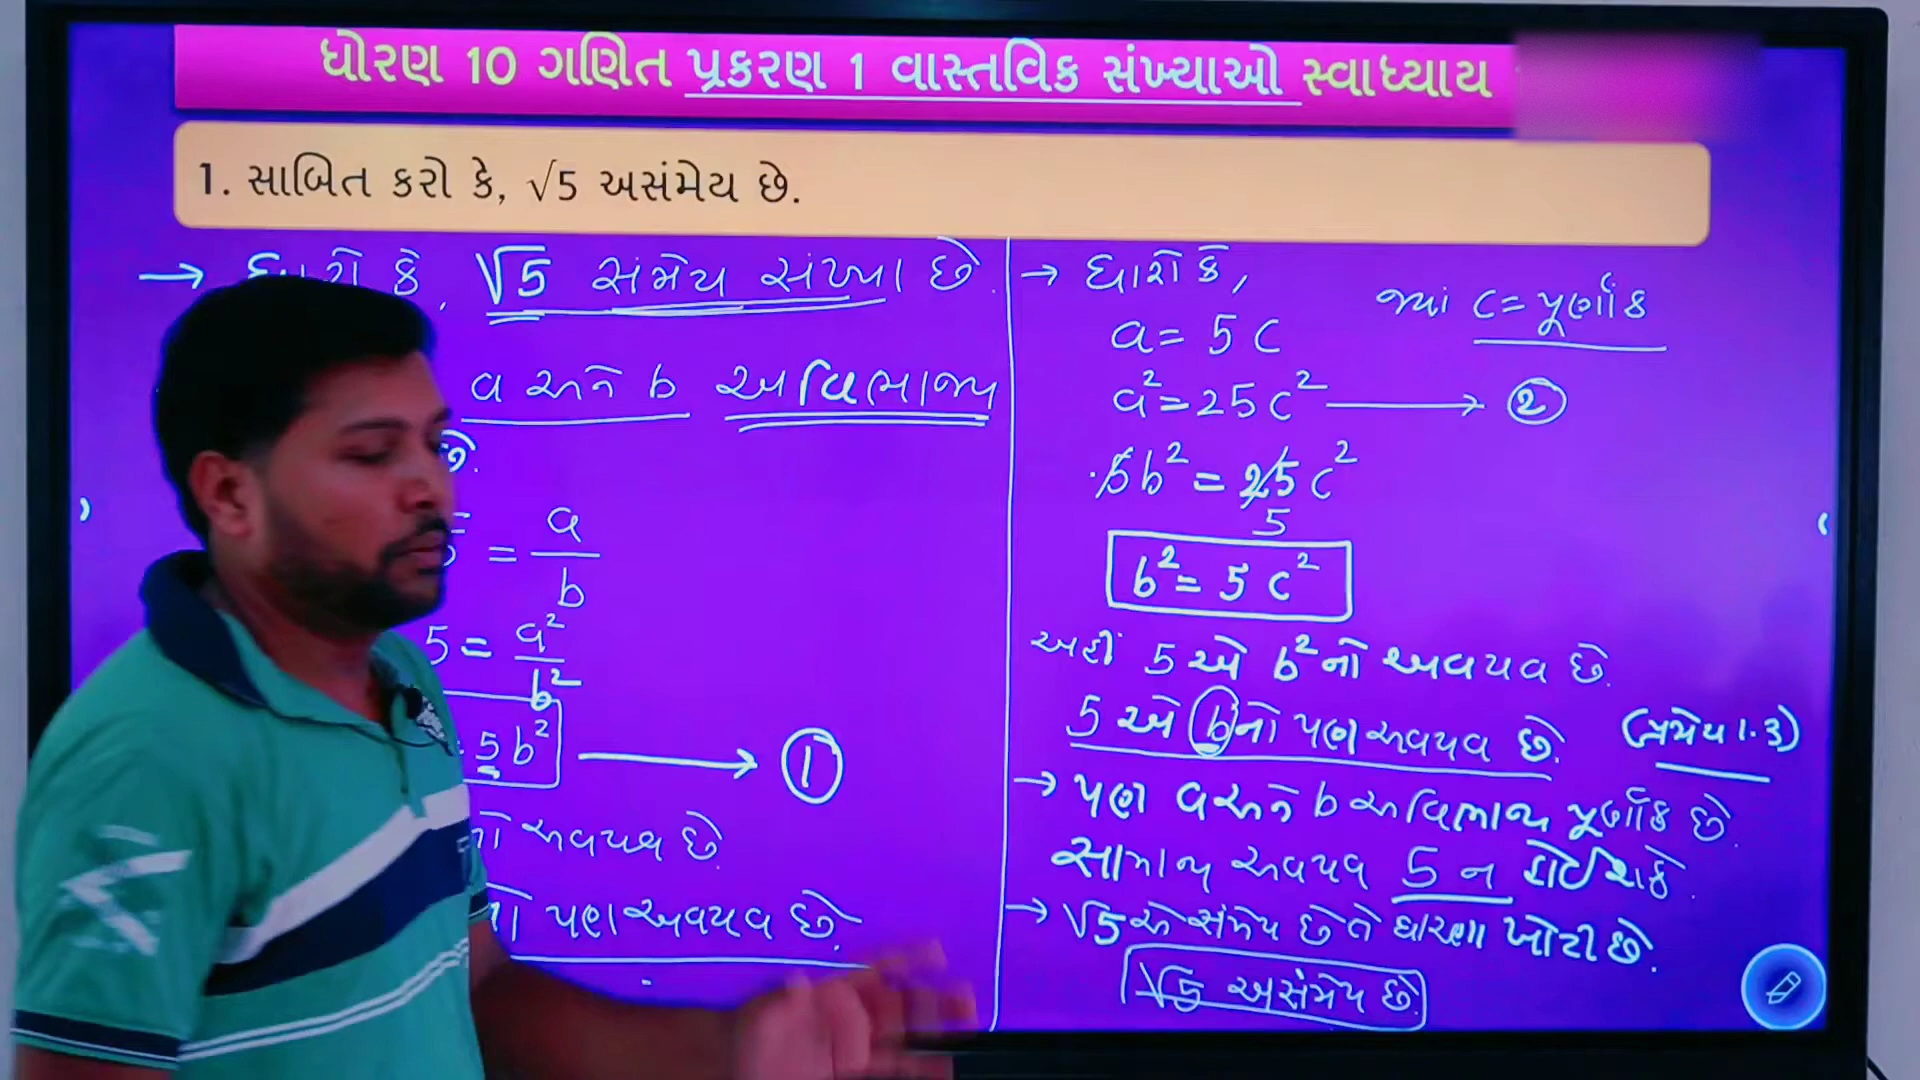 ધોરણ 10 ગણિત પ્રકરણ 1 વાસ્તવિક સંખ્યાઓ સ્વાધ્યાય
1. સાબિત કરો કે, √5 અસંમેય છે.
→ કે, √5 સંમેય સંખ્યા છે.
a અને b અવિભાજ્ય
છે.
= a/b
5 = a²/b²
5b² → ①
નો અવયવ છે
નો પણ અવયવ છે.
→ ધારો કે,
જ્યાં c = પૂર્ણાંક
a = 5c
a² = 25c² → ②
5b² = 25c²
5
b² = 5c²
અહીં 5 એ b² નો અવયવ છે.
5 એ b નો પણ અવયવ છે. (પ્રમેય 1.3)
→ પણ a અને b અવિભાજ્ય પૂર્ણાંક છે
સામાન્ય અવયવ 5 ન હોઈ શકે.
→ √5 એ સંમેય છે તે ધારણા ખોટી છે.
√5 અસંમેય છે